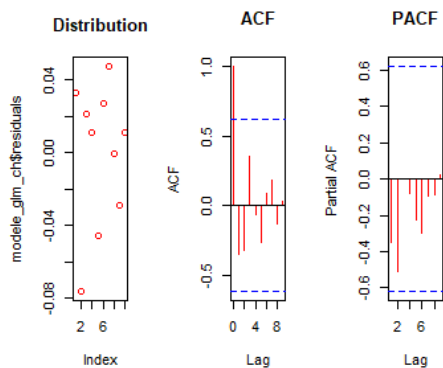 Distribution
modele_glm_ch$residuals
0.04
0.00
-0.04
-0.08
2
6
Index
ACF
ACF
1.0
0.5
0.0
-0.5
0
4
8
Lag
PACF
Partial ACF
0.6
0.4
0.2
0.0
-0.2
-0.4
-0.6
2
6
Lag